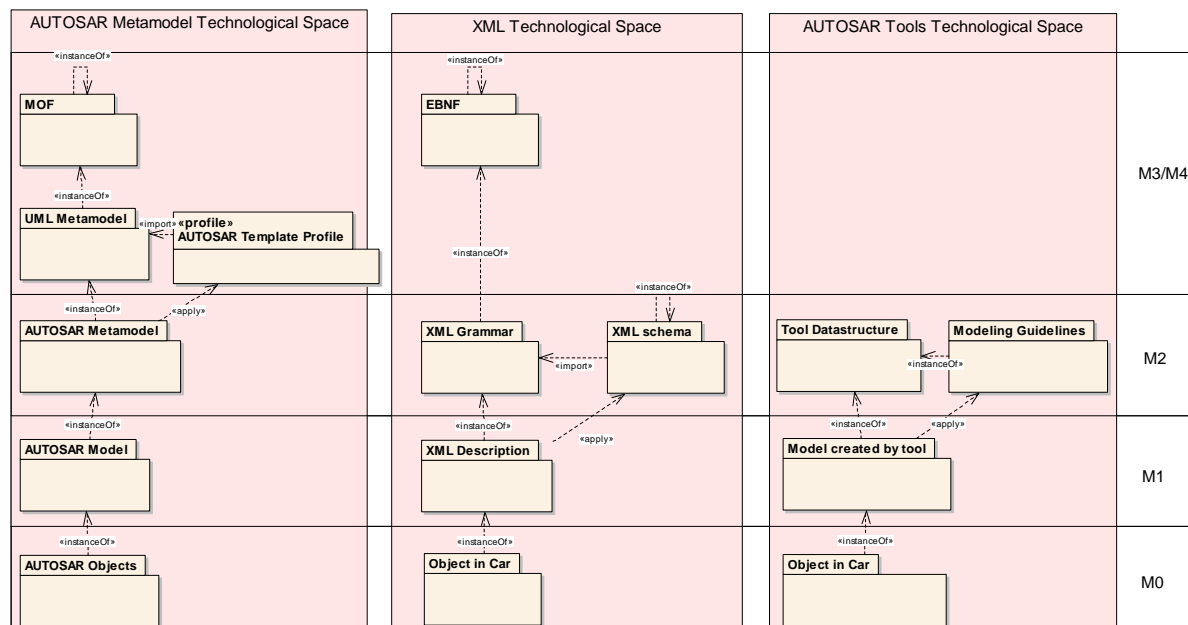 AUTOSAR Metamodel Technological Space
XML Technological Space
AUTOSAR Tools Technological Space
«instanceOf»
«instanceOf»
MOF
EBNF
M3/M4
«instanceOf»
UML Metamodel
«import»
«profile»
AUTOSAR Template Profile
«instanceOf»
«instanceOf»
«apply»
«instanceOf»
AUTOSAR Metamodel
XML Grammar
XML schema
Tool Datastructure
Modeling Guidelines
«import»
«instanceOf»
M2
«instanceOf»
«instanceOf»
«apply»
«instanceOf»
«apply»
AUTOSAR Model
XML Description
Model created by tool
M1
«instanceOf»
«instanceOf»
«instanceOf»
AUTOSAR Objects
Object in Car
Object in Car
M0